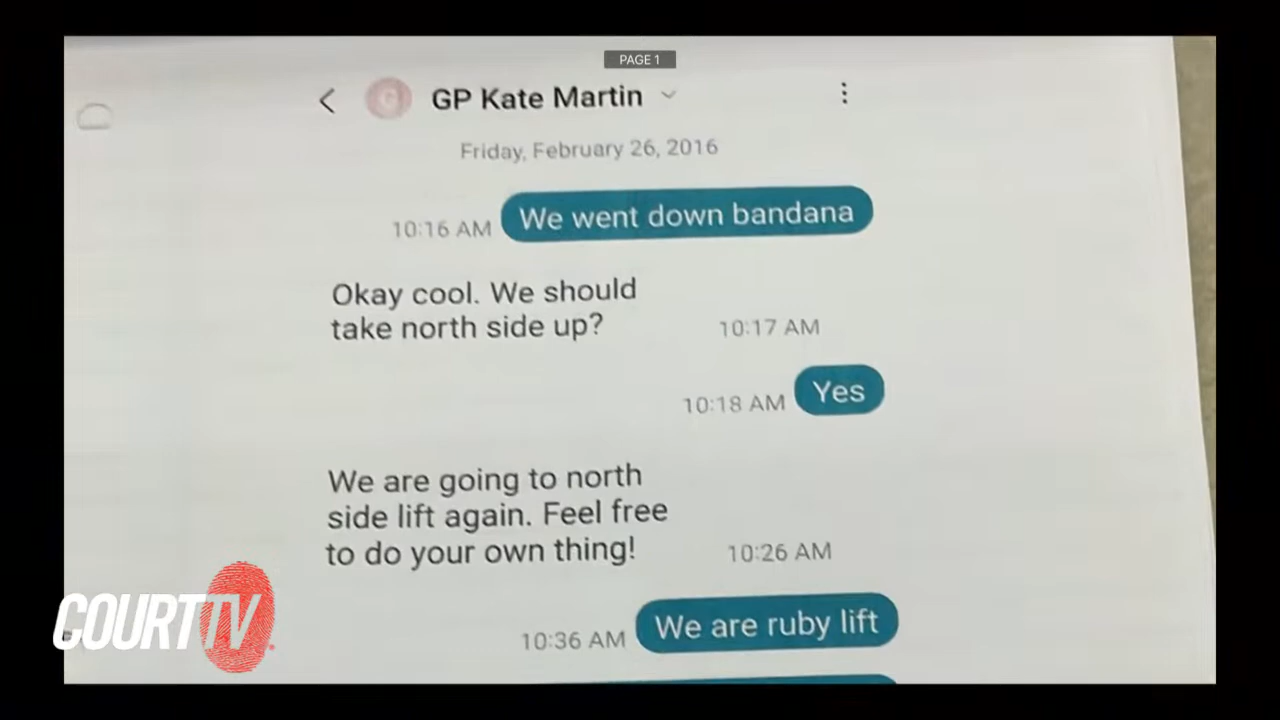 PAGE 1
GP Kate Martin
Friday, February 26, 2016
10:16 AM We went down bandana
Okay cool. We should
take north side up? 10:17 AM
10:18 AM Yes
We are going to north
side lift again. Feel free
to do your own thing! 10:26 AM
10:36 AM We are ruby lift
COURT TV